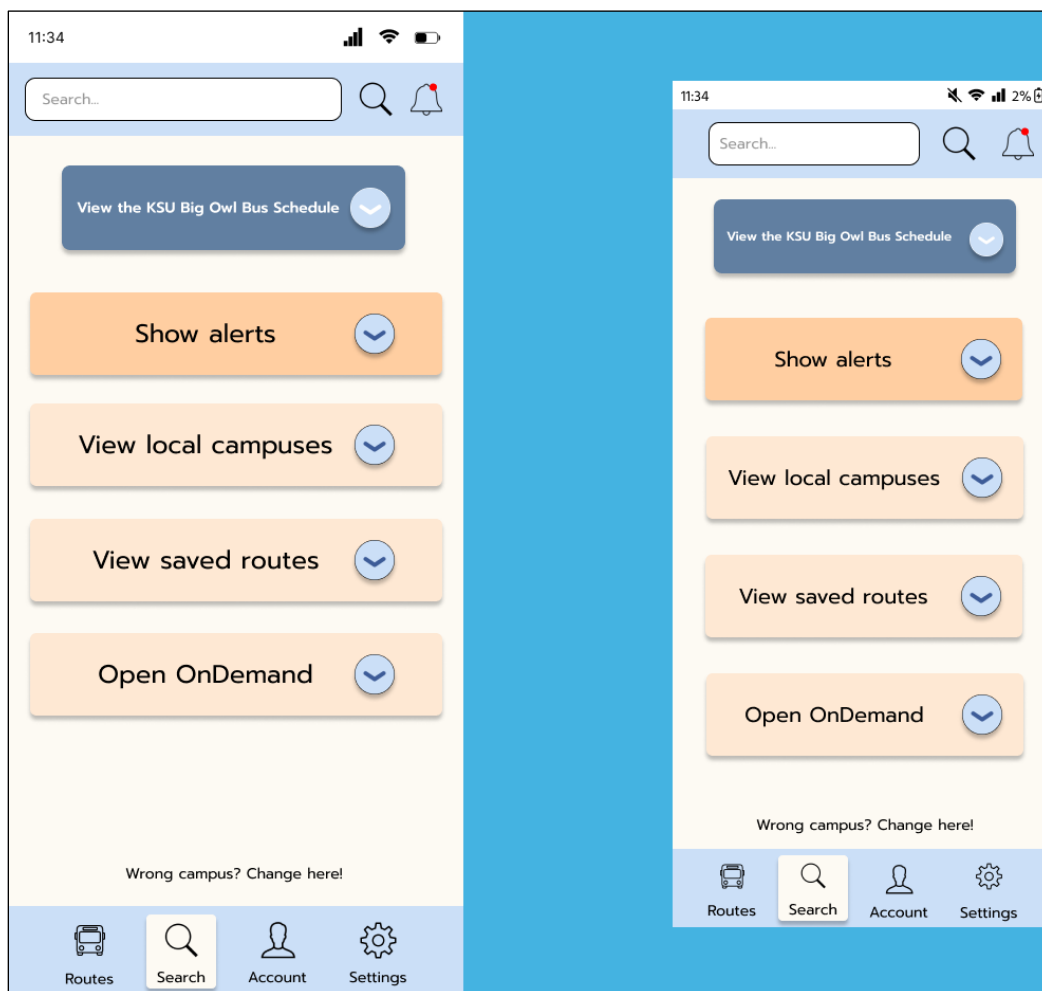 11:34
Search...
View the KSU Big Owl Bus Schedule
Show alerts
View local campuses
View saved routes
Open OnDemand
Wrong campus? Change here!
Routes Search Account Settings
11:34 2%
Search...
View the KSU Big Owl Bus Schedule
Show alerts
View local campuses
View saved routes
Open OnDemand
Wrong campus? Change here!
Routes Search Account Settings